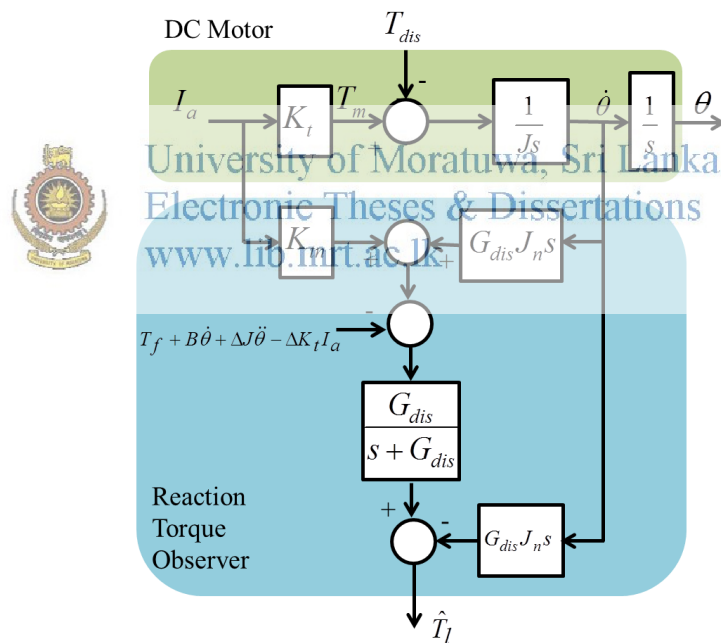 DC Motor
T_dis
-
I_a
K_t
T_m
+
1/Js
θ̇
1/s
θ
University of Moratuwa, Sri Lanka
Electronic Theses & Dissertations
www.lib.mrt.ac.lk
K_tn
+
+
G_dis J_n s
-
T_f + Bθ̇ + ΔJθ̈ − ΔK_t I_a
G_dis/(s + G_dis)
Reaction
Torque
Observer
+
-
G_dis J_n s
T̂_l